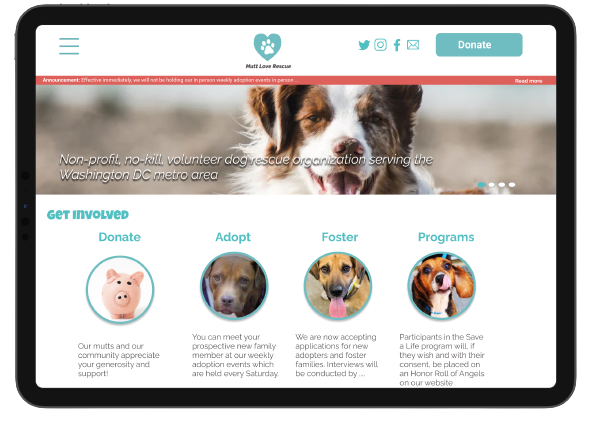 Mutt Love Rescue
Donate
Announcement: Effective immediately, we will not be holding our in person weekly adoption events in person ...
Read more
Non-profit, no-kill, volunteer dog rescue organization serving the
Washington DC metro area
Get Involved
Donate
Adopt
Foster
Programs
Our mutts and our
community appreciate
your generosity and
support!
You can meet your
prospective new family
member at our weekly
adoption events which
are held every Saturday.
We are now accepting
applications for new
adopters and foster
families. Interviews will
be conducted by ...
Participants in the Save
a Life program will, if
they wish and with their
consent, be placed on
an Honor Roll of Angels
on our website